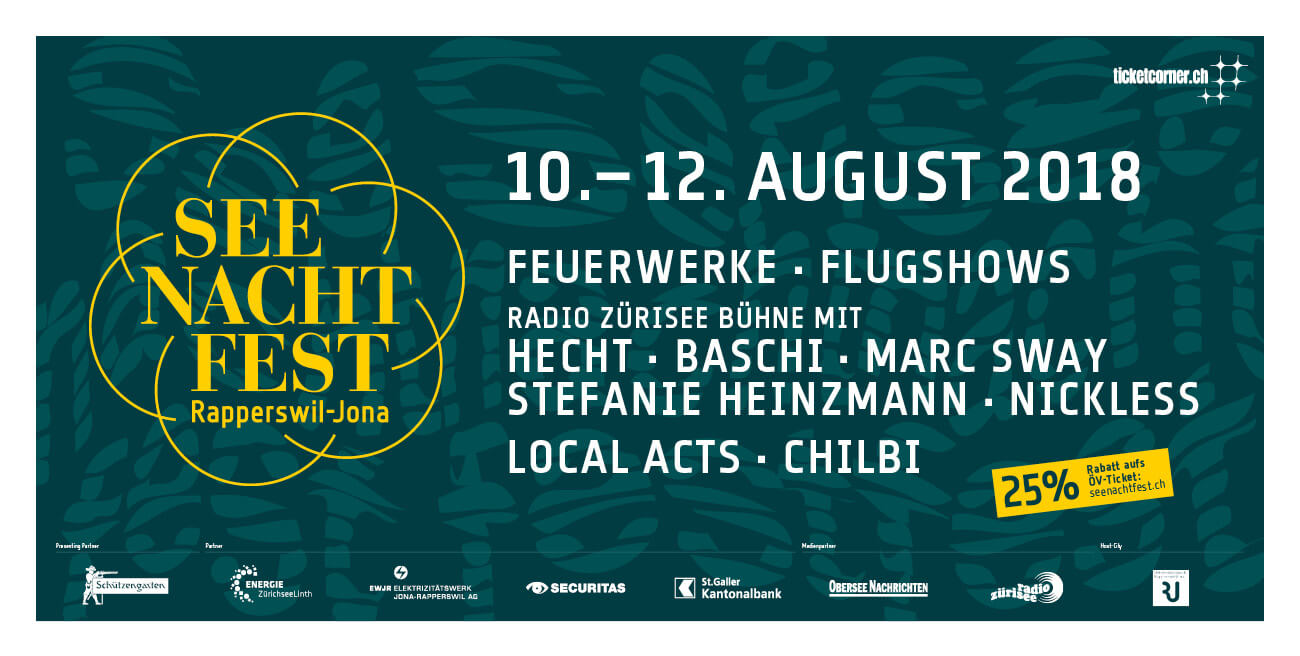 ticketcorner.ch
SEE
NACHT
FEST
Rapperswil-Jona
10.– 12. AUGUST 2018
FEUERWERKE · FLUGSHOWS
RADIO ZÜRISEE BÜHNE MIT
HECHT · BASCHI · MARC SWAY
STEFANIE HEINZMANN · NICKLESS
LOCAL ACTS · CHILBI
25%
Rabatt aufs
ÖV-Ticket:
seenachtfest.ch
Presenting Partner
Partner
Medienpartner
Host-City
Schützengarten
ENERGIE
ZürichseeLinth
EWJR ELEKTRIZITÄTSWERK
JONA-RAPPERSWIL AG
SECURITAS
St.Galler
Kantonalbank
OBERSEE NACHRICHTEN
radio
zürisee
RJ